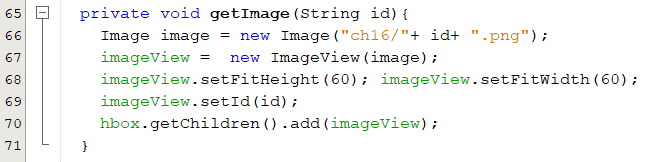 65 private void getImage(String id){
66 Image image = new Image("ch16/"+ id+ ".png");
67 imageView =  new ImageView(image);
68 imageView.setFitHeight(60); imageView.setFitWidth(60);
69 imageView.setId(id);
70 hbox.getChildren().add(imageView);
71 }